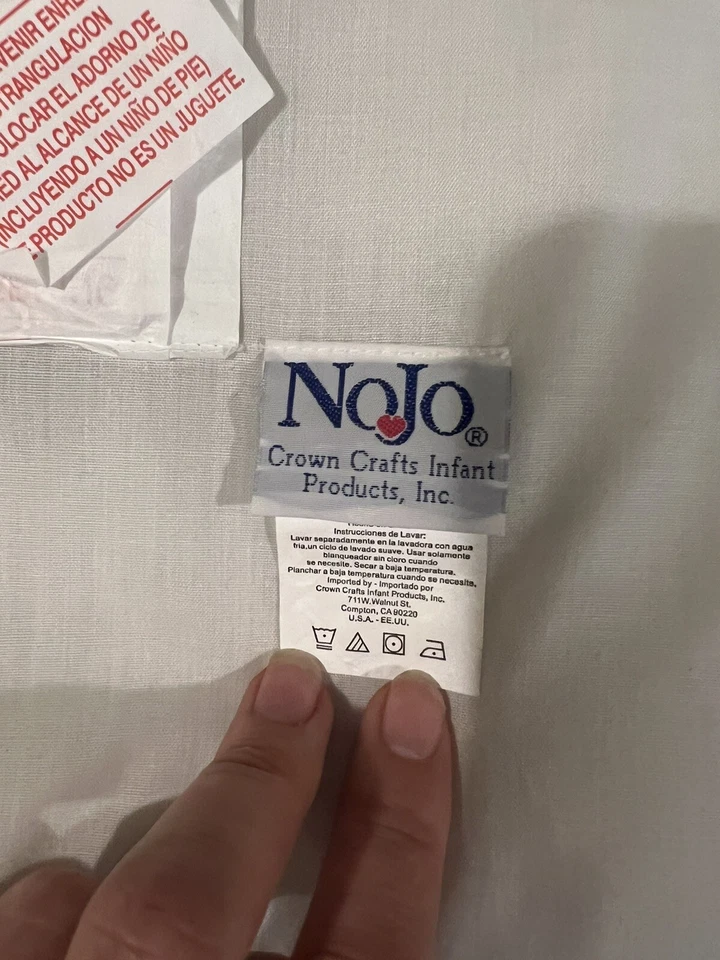 TRANGULACION
OLOCAR EL ADORNO DE
ED AL ALCANCE DE UN NIÑO
(INCLUYENDO A UN NIÑO DE PIE)
PRODUCTO NO ES UN JUGUETE.
NoJo®
Crown Crafts Infant
Products, Inc.
Instrucciones de Lavar:
Lavar separadamente en la lavadora con agua
fria,un ciclo de lavado suave. Usar solamente
blanqueador sin cloro cuando
se necesite. Secar a baja temperatura.
Planchar a baja temperatura cuando se necesite.
Imported by - Importado por
Crown Crafts Infant Products, Inc.
711W.Walnut St.
Compton, CA 90220
U.S.A. - EE.UU.